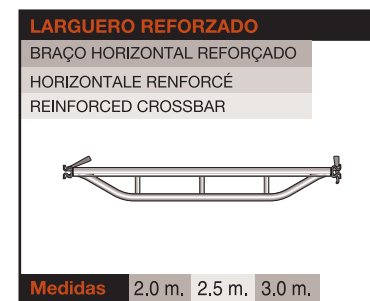 LARGUERO REFORZADO
BRAÇO HORIZONTAL REFORÇADO
HORIZONTALE RENFORCÉ
REINFORCED CROSSBAR
Medidas 2.0 m. 2.5 m. 3.0 m.